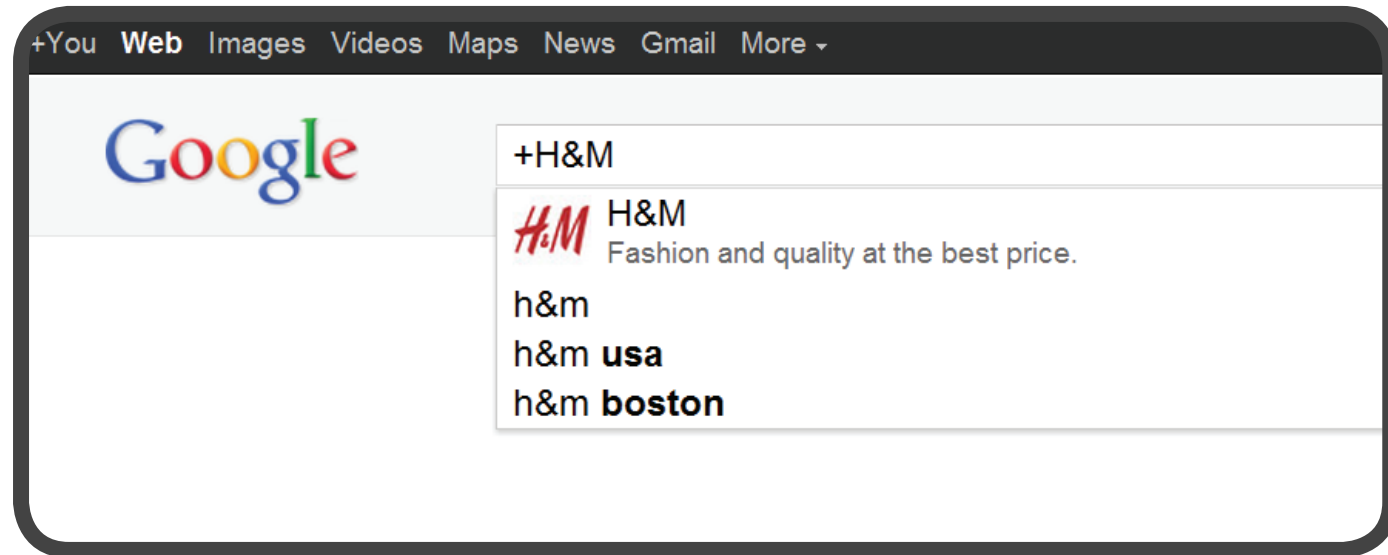 +You Web Images Videos Maps News Gmail More
Google
+H&M
H&M H&M
Fashion and quality at the best price.
h&m
h&m usa
h&m boston